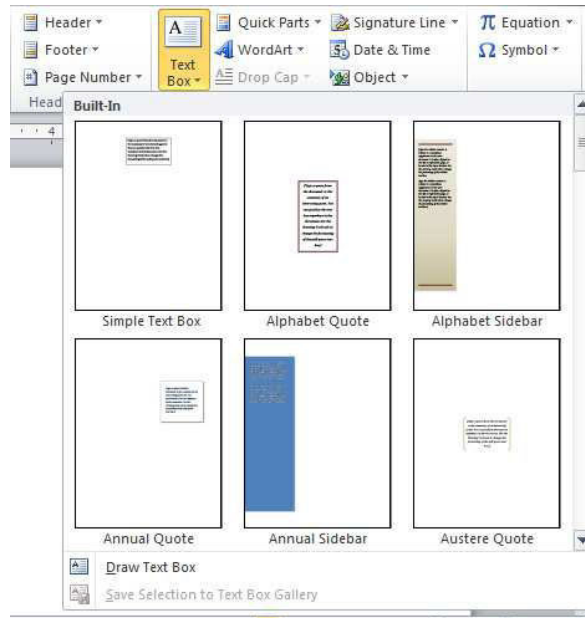 Header Quick Parts Signature Line Equation
Footer WordArt Date & Time Symbol
Page Number Text Box Drop Cap Object
Head
Built-In
4
Simple Text Box Alphabet Quote Alphabet Sidebar
Annual Quote Annual Sidebar Austere Quote
Draw Text Box
Save Selection to Text Box Gallery